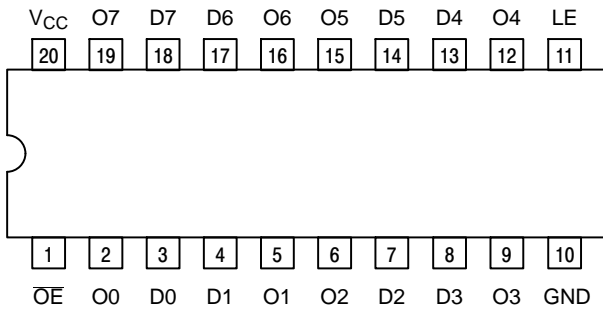 VCC O7 D7 D6 O6 O5 D5 D4 O4 LE
20 19 18 17 16 15 14 13 12 11
1 2 3 4 5 6 7 8 9 10
O̅E̅ O0 D0 D1 O1 O2 D2 D3 O3 GND